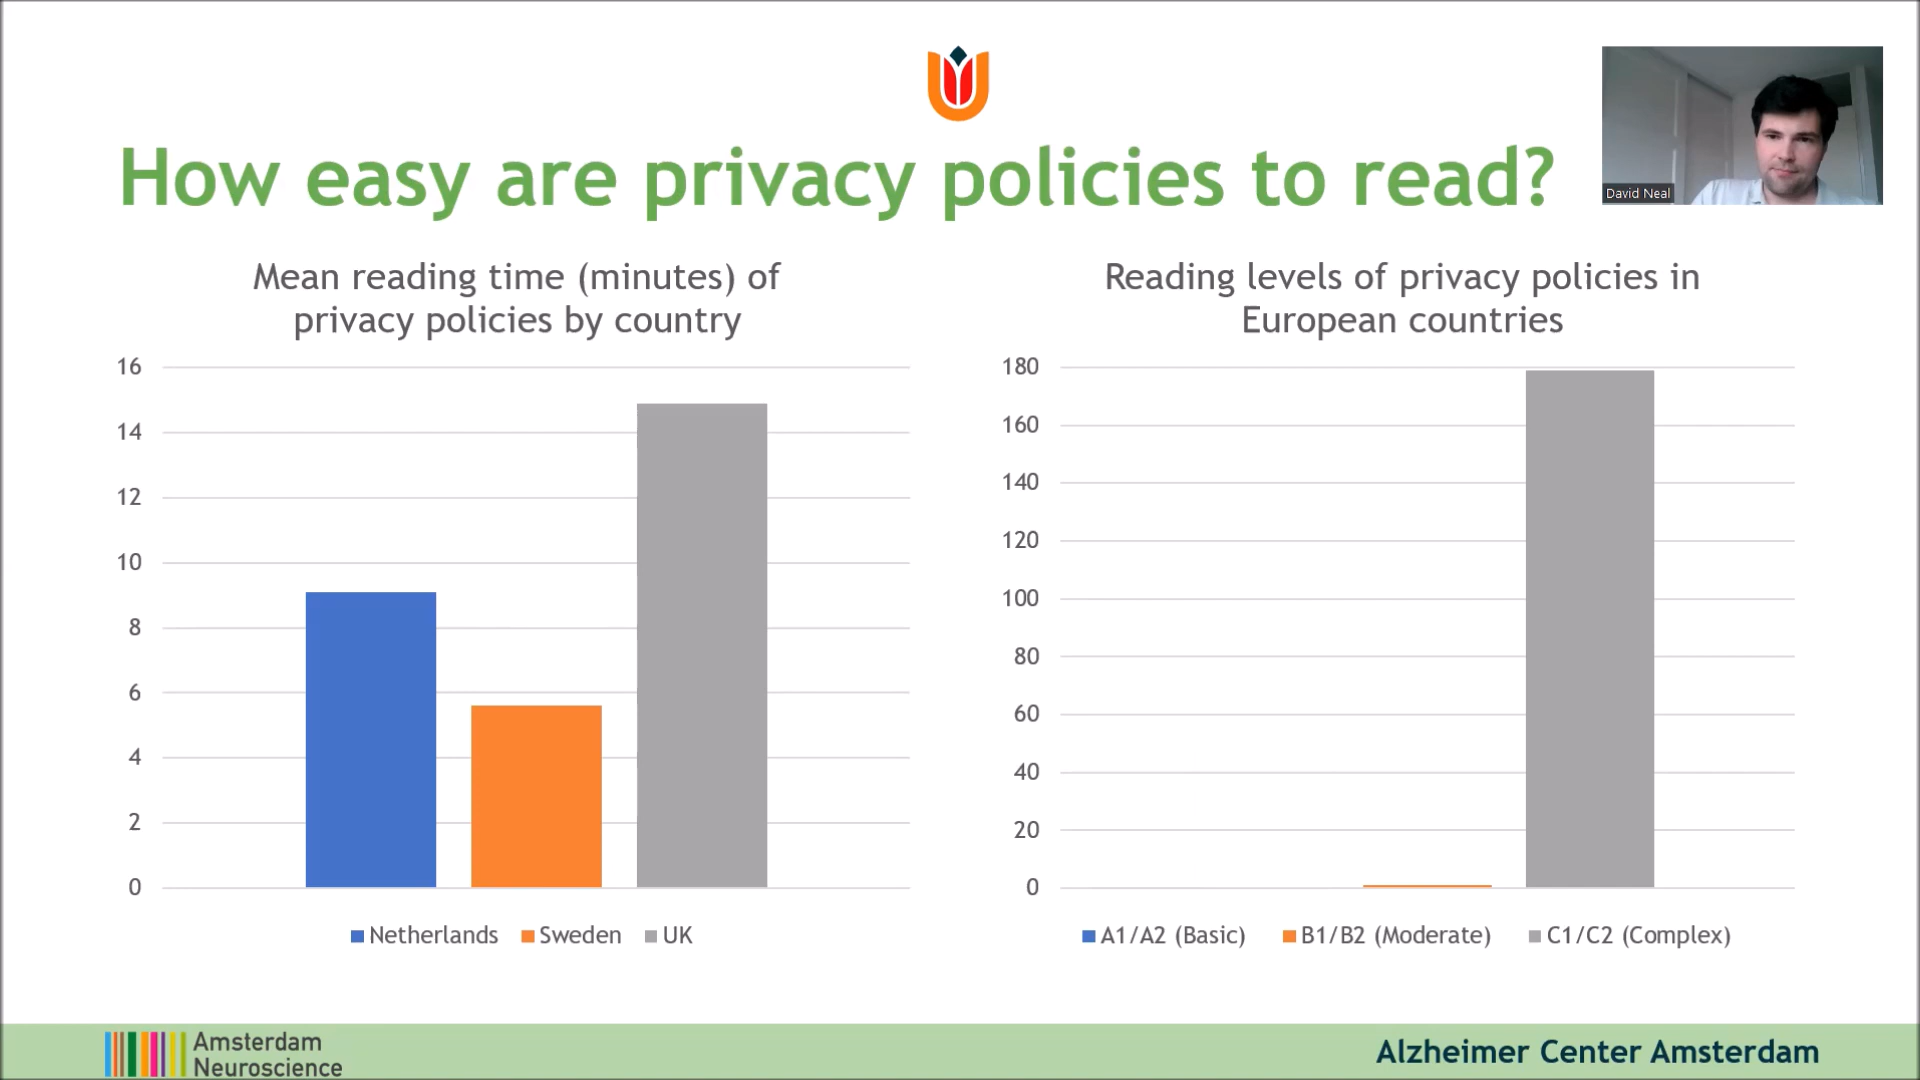 How easy are privacy policies to read?
David Neal
Mean reading time (minutes) of
privacy policies by country
16
14
12
10
8
6
4
2
0
Netherlands Sweden UK
Reading levels of privacy policies in
European countries
180
160
140
120
100
80
60
40
20
0
A1/A2 (Basic) B1/B2 (Moderate) C1/C2 (Complex)
Amsterdam
Neuroscience
Alzheimer Center Amsterdam